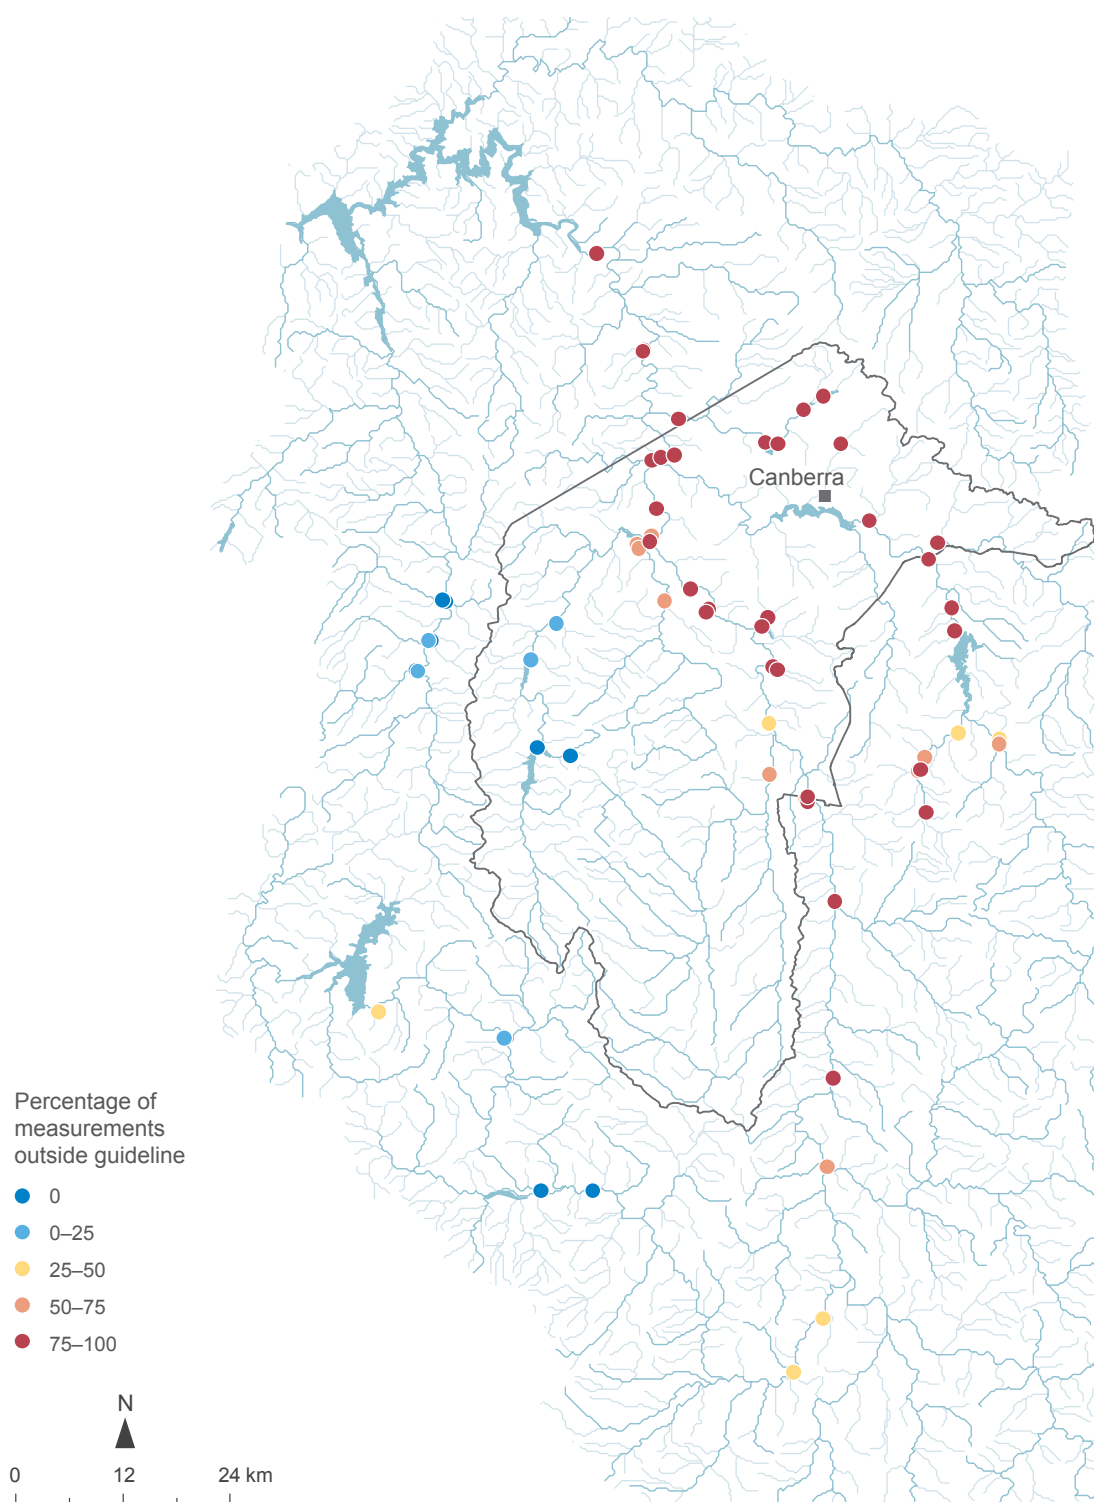 Canberra
Percentage of
measurements
outside guideline
0
0–25
25–50
50–75
75–100
N
0 12 24 km